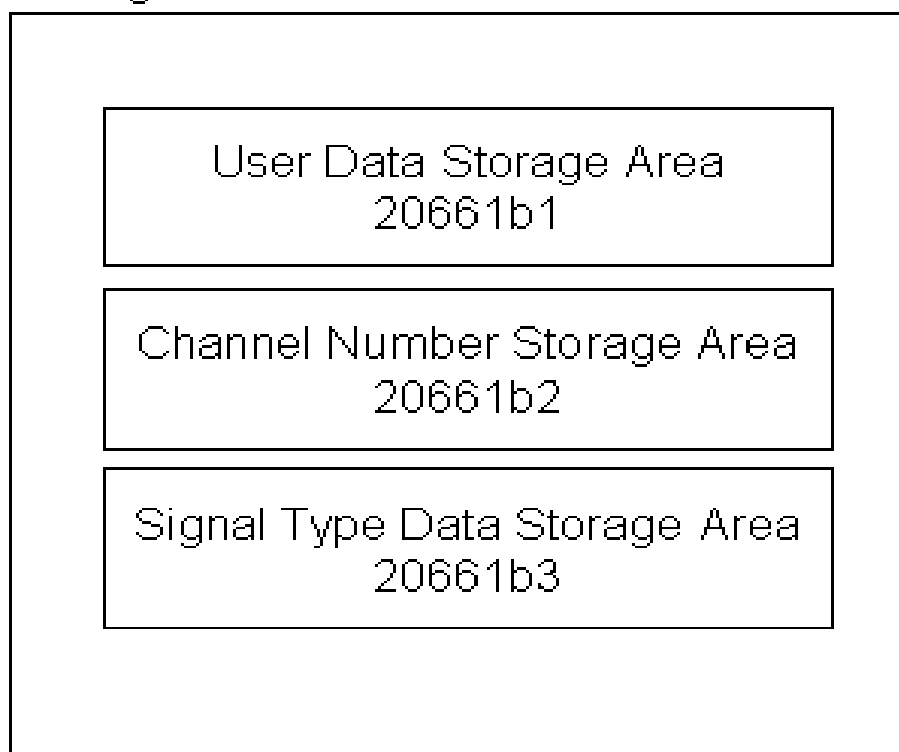 User Data Storage Area
20661b1
Channel Number Storage Area
20661b2
Signal Type Data Storage Area
20661b3